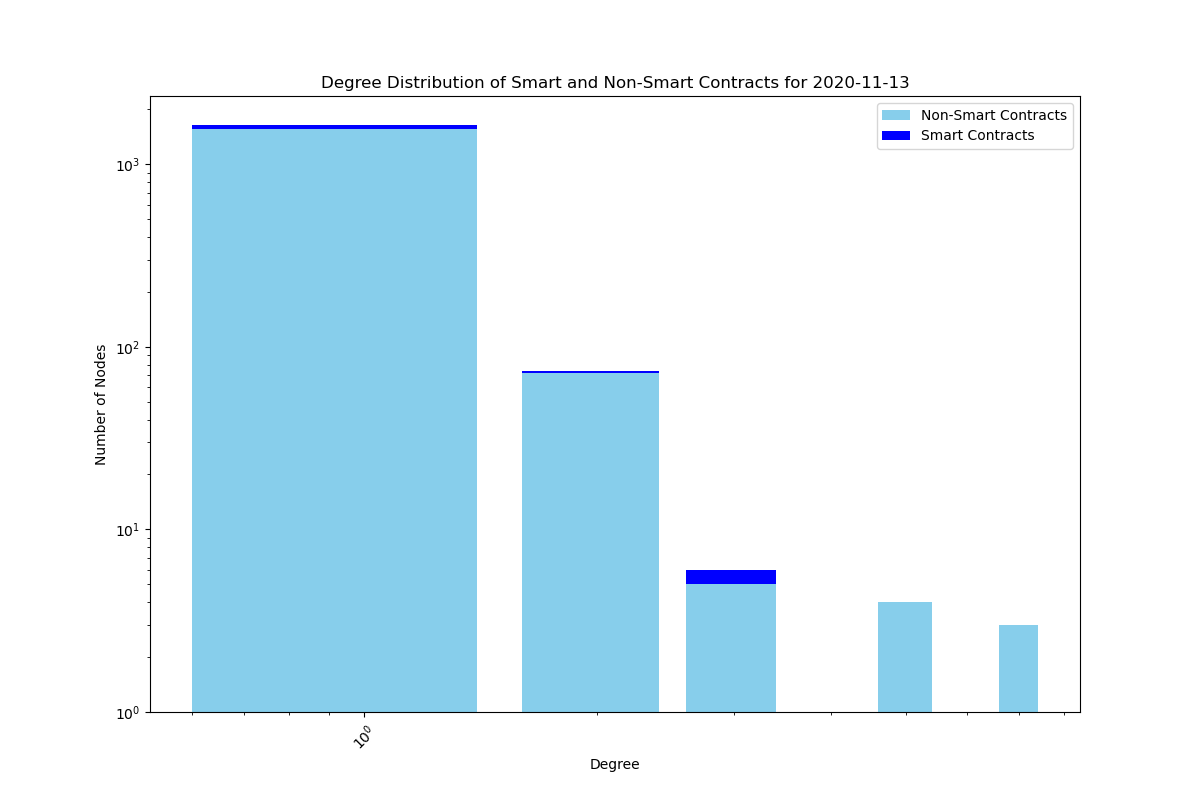 Degree Distribution of Smart and Non-Smart Contracts for 2020-11-13
Non-Smart Contracts
Smart Contracts
10³
10²
10¹
10⁰
Number of Nodes
10⁰
Degree